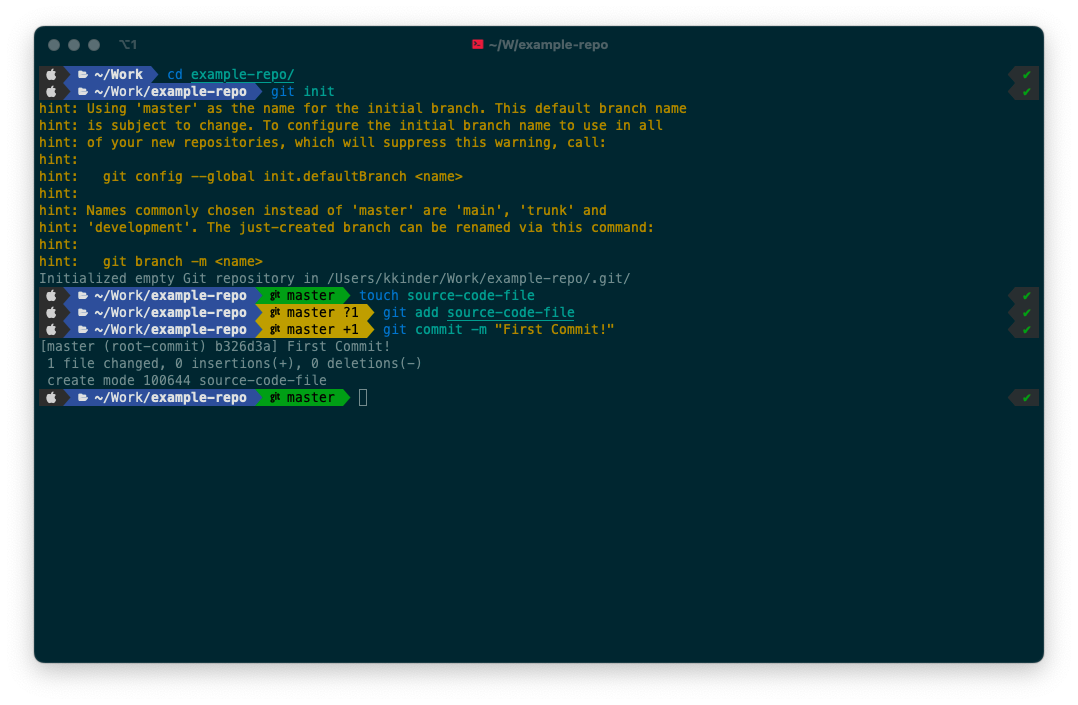 ⌥1
~/W/example-repo
~/Work cd example-repo/ ✔
~/Work/example-repo git init ✔
hint: Using 'master' as the name for the initial branch. This default branch name
hint: is subject to change. To configure the initial branch name to use in all
hint: of your new repositories, which will suppress this warning, call:
hint:
hint:   git config --global init.defaultBranch <name>
hint:
hint: Names commonly chosen instead of 'master' are 'main', 'trunk' and
hint: 'development'. The just-created branch can be renamed via this command:
hint:
hint:   git branch -m <name>
Initialized empty Git repository in /Users/kkinder/Work/example-repo/.git/
~/Work/example-repo git master touch source-code-file ✔
~/Work/example-repo git master ?1 git add source-code-file ✔
~/Work/example-repo git master +1 git commit -m "First Commit!" ✔
[master (root-commit) b326d3a] First Commit!
 1 file changed, 0 insertions(+), 0 deletions(-)
 create mode 100644 source-code-file
~/Work/example-repo git master ✔